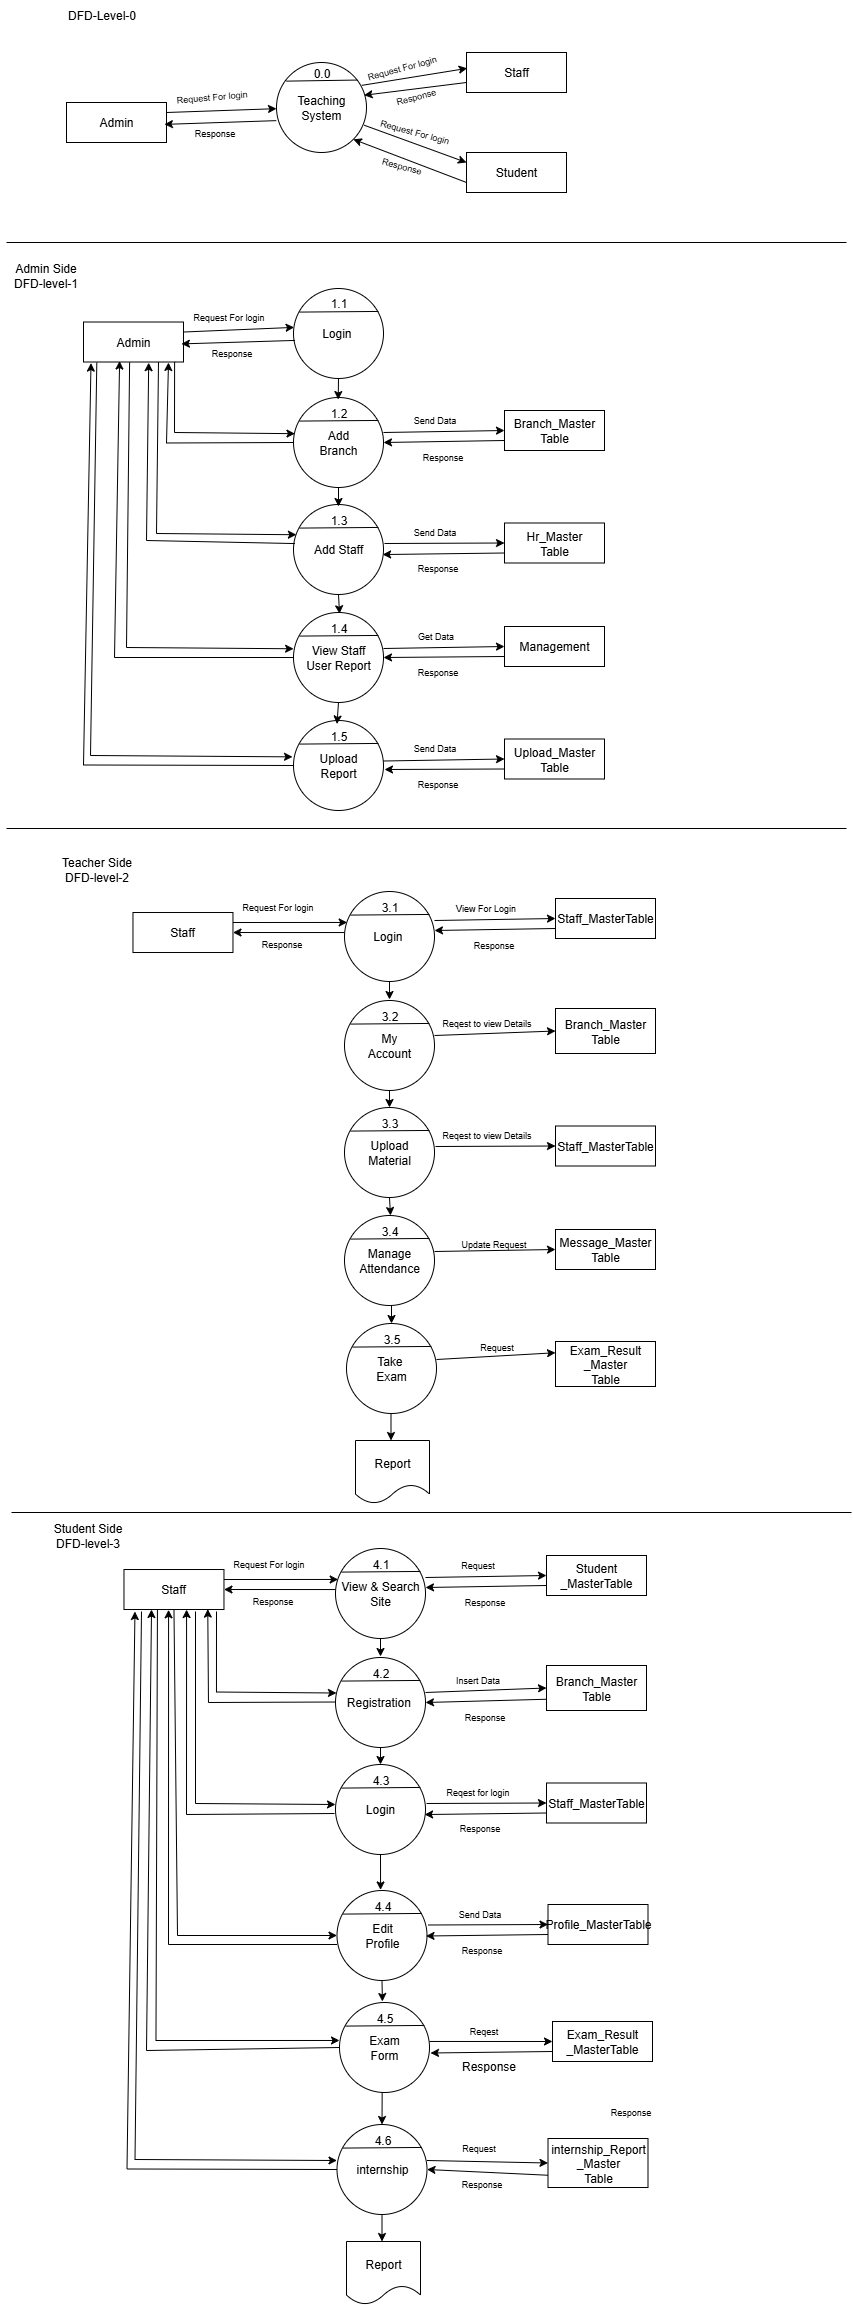 DFD-Level-0
0.0
Teaching
System
Admin
Request For login
Response
Request For login
Response
Staff
Request For login
Response
Student
Admin Side
DFD-level-1
1.1
Login
Request For login
Admin
Response
1.2
Add
Branch
Send Data
Response
Branch_Master
Table
1.3
Add Staff
Send Data
Response
Hr_Master
Table
1.4
View Staff
User Report
Get Data
Response
Management
1.5
Upload
Report
Send Data
Response
Upload_Master
Table
Teacher Side
DFD-level-2
Staff
Request For login
Response
3.1
Login
View For Login
Response
Staff_MasterTable
3.2
My
Account
Reqest to view Details
Branch_Master
Table
3.3
Upload
Material
Reqest to view Details
Staff_MasterTable
3.4
Manage
Attendance
Update Request
Message_Master
Table
3.5
Take
Exam
Request
Exam_Result
_Master
Table
Report
Student Side
DFD-level-3
Staff
Request For login
Response
4.1
View & Search
Site
Request
Response
Student
_MasterTable
4.2
Registration
Insert Data
Response
Branch_Master
Table
4.3
Login
Reqest for login
Response
Staff_MasterTable
4.4
Edit
Profile
Send Data
Response
Profile_MasterTable
4.5
Exam
Form
Reqest
Response
Exam_Result
_MasterTable
Response
4.6
internship
Request
Response
internship_Report
_Master
Table
Report